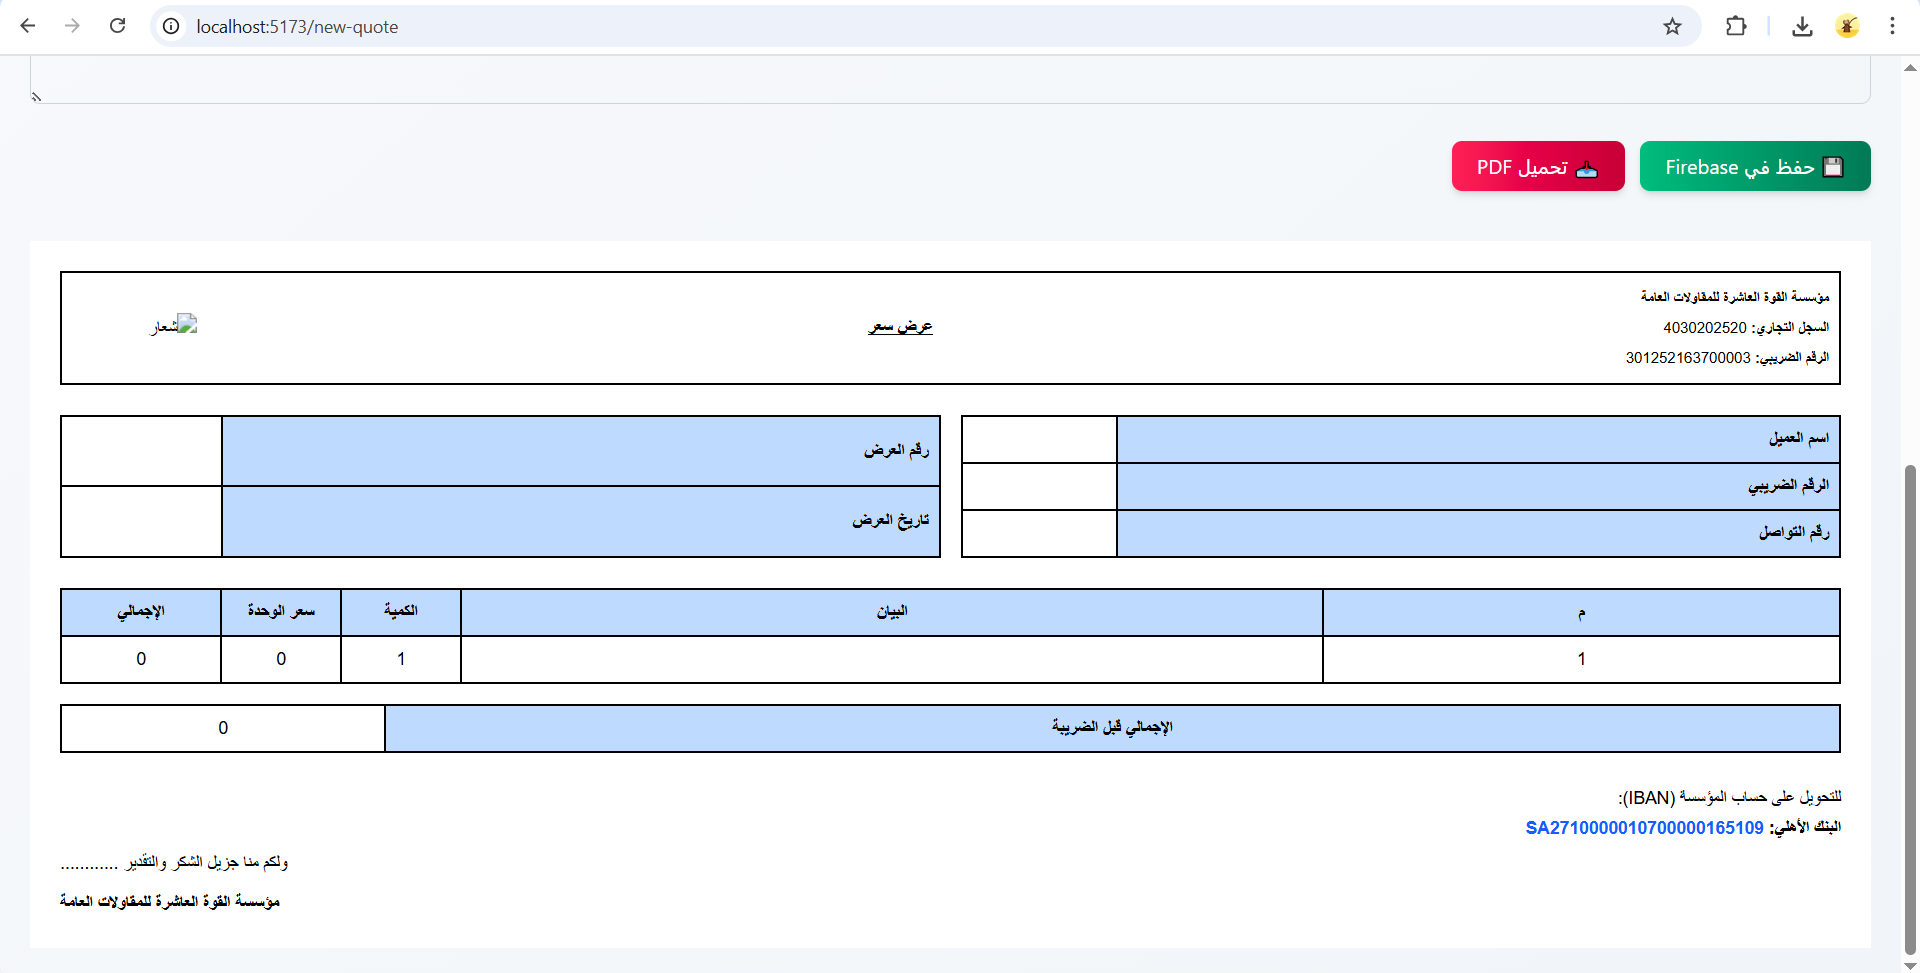 localhost:5173/new-quote
💾 حفظ في Firebase
📥 تحميل PDF
مؤسسة القوة العاشرة للمقاولات العامة
السجل التجاري: 4030202520
الرقم الضريبي: 301252163700003
عرض سعر
شعار
اسم العميل
الرقم الضريبي
رقم التواصل
رقم العرض
تاريخ العرض
م البيان الكمية سعر الوحدة الإجمالي
1 1 0 0
الإجمالي قبل الضريبة 0
للتحويل على حساب المؤسسة (IBAN):
البنك الأهلي: SA2710000010700000165109
ولكم منا جزيل الشكر والتقدير ............
مؤسسة القوة العاشرة للمقاولات العامة